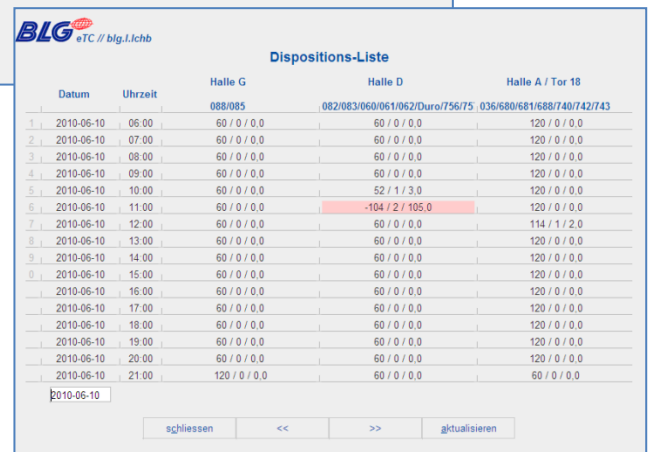 BLG eTC // blg.l.lchb
Dispositions-Liste
Datum Uhrzeit Halle G Halle D Halle A / Tor 18
088/085 082/083/060/061/062/Duro/756/75 036/680/681/688/740/742/743
1 2010-06-10 06:00 60 / 0 / 0,0 60 / 0 / 0,0 120 / 0 / 0,0
2 2010-06-10 07:00 60 / 0 / 0,0 60 / 0 / 0,0 120 / 0 / 0,0
3 2010-06-10 08:00 60 / 0 / 0,0 60 / 0 / 0,0 120 / 0 / 0,0
4 2010-06-10 09:00 60 / 0 / 0,0 60 / 0 / 0,0 120 / 0 / 0,0
5 2010-06-10 10:00 60 / 0 / 0,0 52 / 1 / 3,0 120 / 0 / 0,0
6 2010-06-10 11:00 60 / 0 / 0,0 -104 / 2 / 105,0 120 / 0 / 0,0
7 2010-06-10 12:00 60 / 0 / 0,0 60 / 0 / 0,0 114 / 1 / 2,0
8 2010-06-10 13:00 60 / 0 / 0,0 60 / 0 / 0,0 120 / 0 / 0,0
9 2010-06-10 14:00 60 / 0 / 0,0 60 / 0 / 0,0 120 / 0 / 0,0
0 2010-06-10 15:00 60 / 0 / 0,0 60 / 0 / 0,0 120 / 0 / 0,0
2010-06-10 16:00 60 / 0 / 0,0 60 / 0 / 0,0 120 / 0 / 0,0
2010-06-10 17:00 60 / 0 / 0,0 60 / 0 / 0,0 120 / 0 / 0,0
2010-06-10 18:00 60 / 0 / 0,0 60 / 0 / 0,0 120 / 0 / 0,0
2010-06-10 19:00 60 / 0 / 0,0 60 / 0 / 0,0 120 / 0 / 0,0
2010-06-10 20:00 60 / 0 / 0,0 60 / 0 / 0,0 120 / 0 / 0,0
2010-06-10 21:00 120 / 0 / 0,0 60 / 0 / 0,0 60 / 0 / 0,0
2010-06-10
schliessen << >> aktualisieren